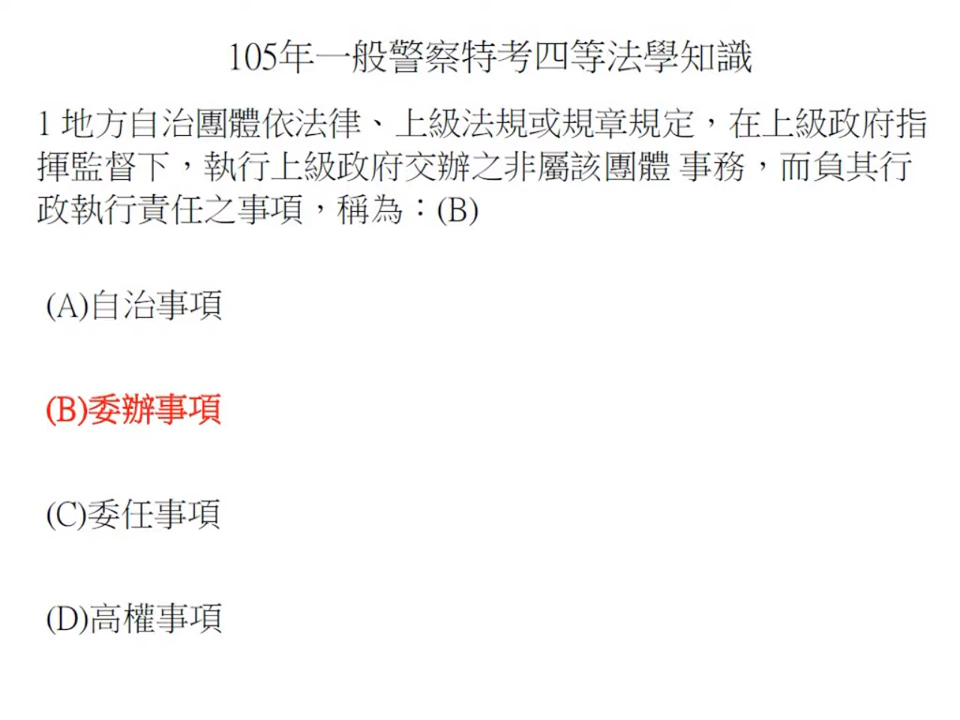 105年一般警察特考四等法學知識
1 地方自治團體依法律、上級法規或規章規定，在上級政府指
揮監督下，執行上級政府交辦之非屬該團體 事務，而負其行
政執行責任之事項，稱為：(B)
(A)自治事項
(B)委辦事項
(C)委任事項
(D)高權事項